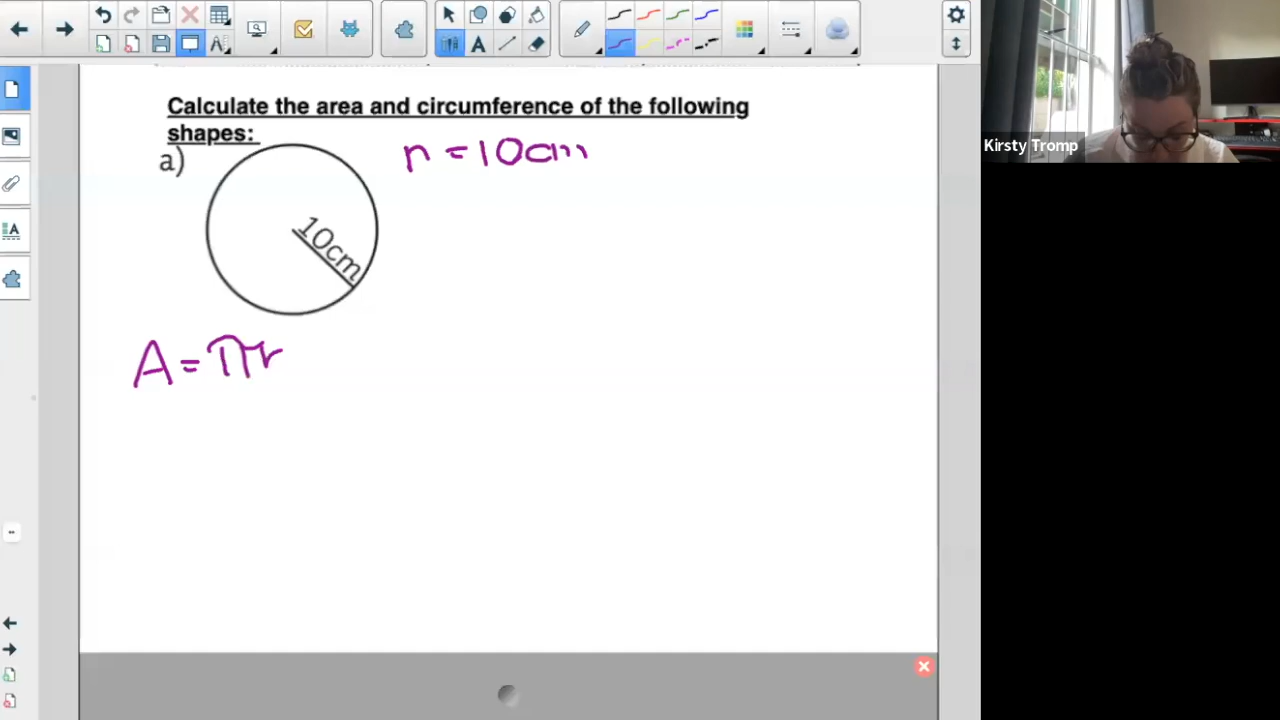 Calculate the area and circumference of the following
shapes:
a)
r = 10cm
10cm
A = πr
Kirsty Tromp